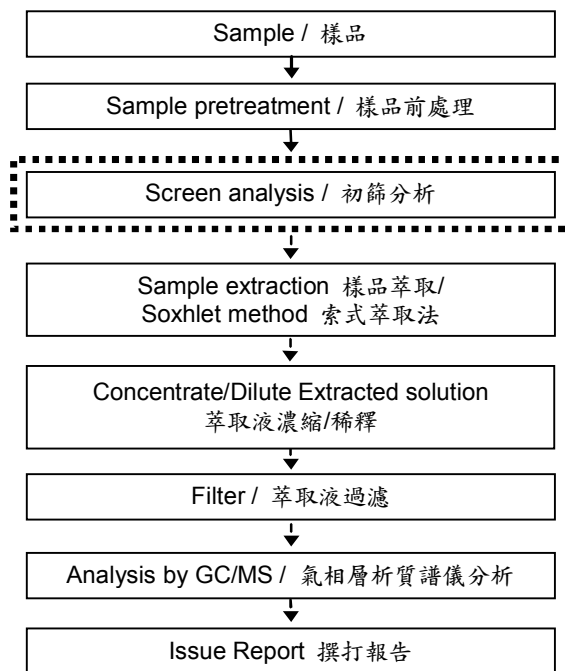 Sample / 樣品
Sample pretreatment / 樣品前處理
Screen analysis / 初篩分析
Sample extraction 樣品萃取/
Soxhlet method 索式萃取法
Concentrate/Dilute Extracted solution
萃取液濃縮/稀釋
Filter / 萃取液過濾
Analysis by GC/MS / 氣相層析質譜儀分析
Issue Report 撰打報告